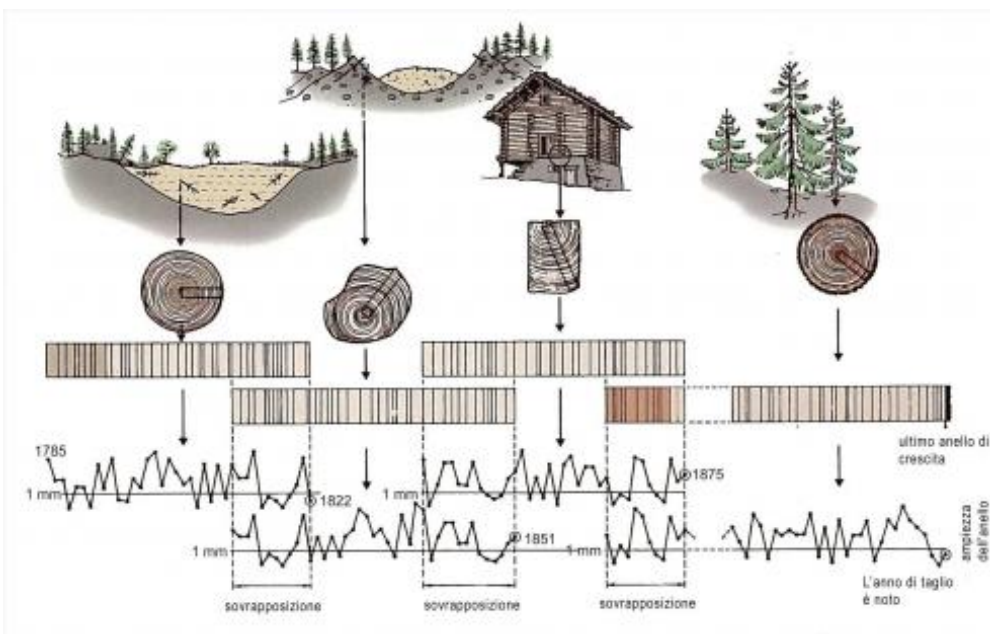 ultimo anello di
crescita
1785
1 mm
1822
1 mm
1875
1 mm
1851
1 mm
ampiezza
dell'anello
L'anno di taglio
è noto
sovrapposizione
sovrapposizione
sovrapposizione